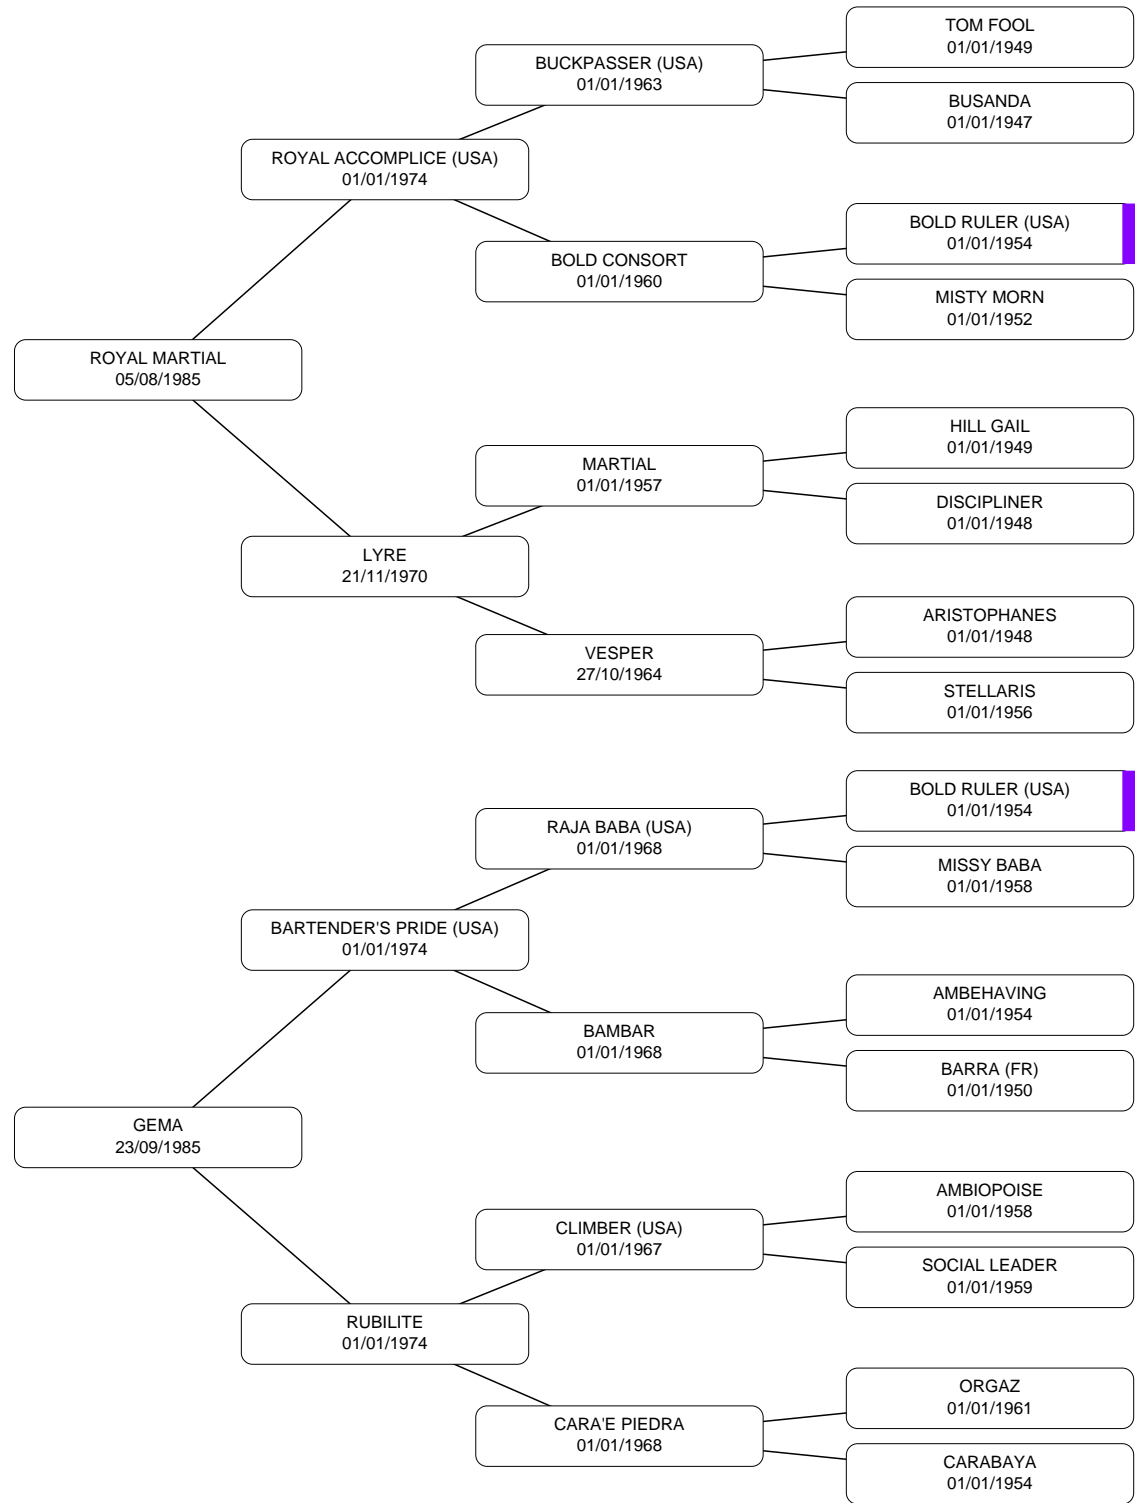 TOM FOOL
01/01/1949
BUCKPASSER (USA)
01/01/1963
BUSANDA
01/01/1947
ROYAL ACCOMPLICE (USA)
01/01/1974
BOLD RULER (USA)
01/01/1954
BOLD CONSORT
01/01/1960
MISTY MORN
01/01/1952
ROYAL MARTIAL
05/08/1985
HILL GAIL
01/01/1949
MARTIAL
01/01/1957
DISCIPLINER
01/01/1948
LYRE
21/11/1970
ARISTOPHANES
01/01/1948
VESPER
27/10/1964
STELLARIS
01/01/1956
BOLD RULER (USA)
01/01/1954
RAJA BABA (USA)
01/01/1968
MISSY BABA
01/01/1958
BARTENDER'S PRIDE (USA)
01/01/1974
AMBEHAVING
01/01/1954
BAMBAR
01/01/1968
BARRA (FR)
01/01/1950
GEMA
23/09/1985
AMBIOPOISE
01/01/1958
CLIMBER (USA)
01/01/1967
SOCIAL LEADER
01/01/1959
RUBILITE
01/01/1974
ORGAZ
01/01/1961
CARA'E PIEDRA
01/01/1968
CARABAYA
01/01/1954